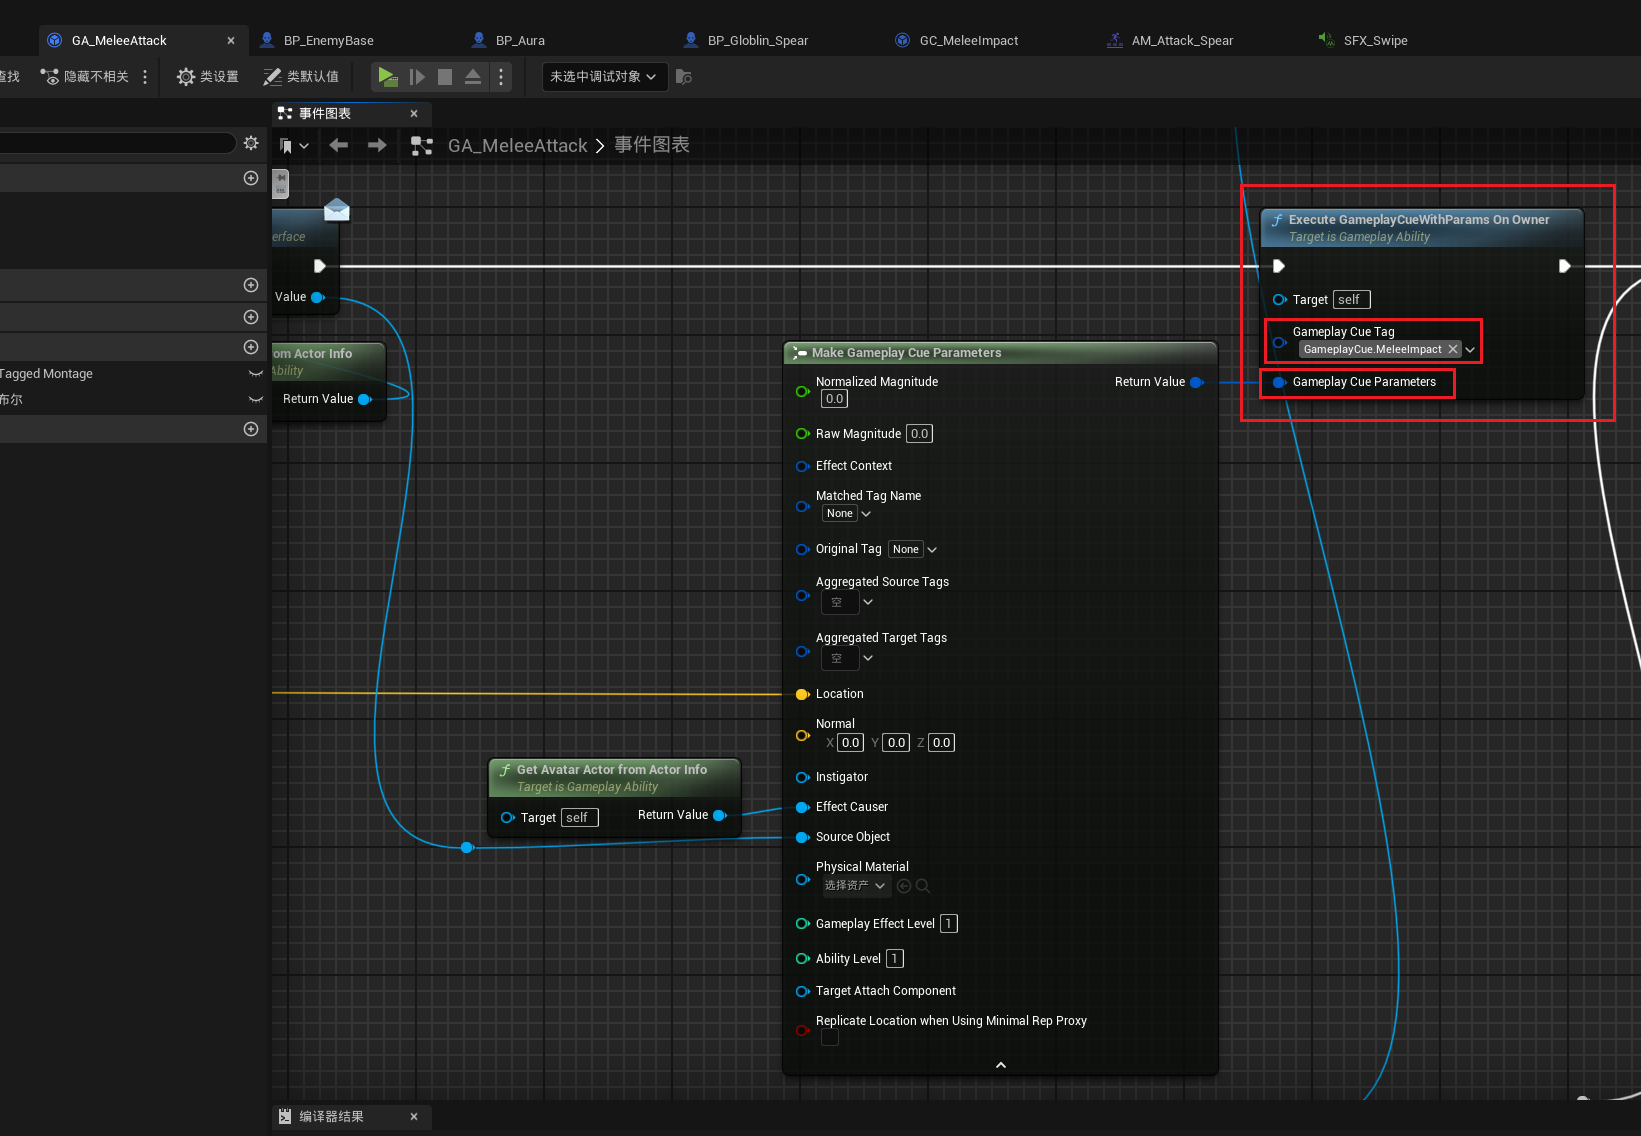 GA_MeleeAttack
BP_EnemyBase
BP_Aura
BP_Globlin_Spear
GC_MeleeImpact
AM_Attack_Spear
SFX_Swipe
查找
隐藏不相关
类设置
类默认值
未选中调试对象
事件图表
GA_MeleeAttack > 事件图表
erface
Value
om Actor Info
Ability
Return Value
Tagged Montage
布尔
Execute GameplayCueWithParams On Owner
Target is Gameplay Ability
Target self
Gameplay Cue Tag
GameplayCue.MeleeImpact
Gameplay Cue Parameters
Make Gameplay Cue Parameters
Normalized Magnitude
0.0
Return Value
Raw Magnitude 0.0
Effect Context
Matched Tag Name
None
Original Tag None
Aggregated Source Tags
空
Aggregated Target Tags
空
Location
Normal
X 0.0 Y 0.0 Z 0.0
Instigator
Effect Causer
Source Object
Physical Material
选择资产
Gameplay Effect Level 1
Ability Level 1
Target Attach Component
Replicate Location when Using Minimal Rep Proxy
Get Avatar Actor from Actor Info
Target is Gameplay Ability
Target self
Return Value
编译器结果